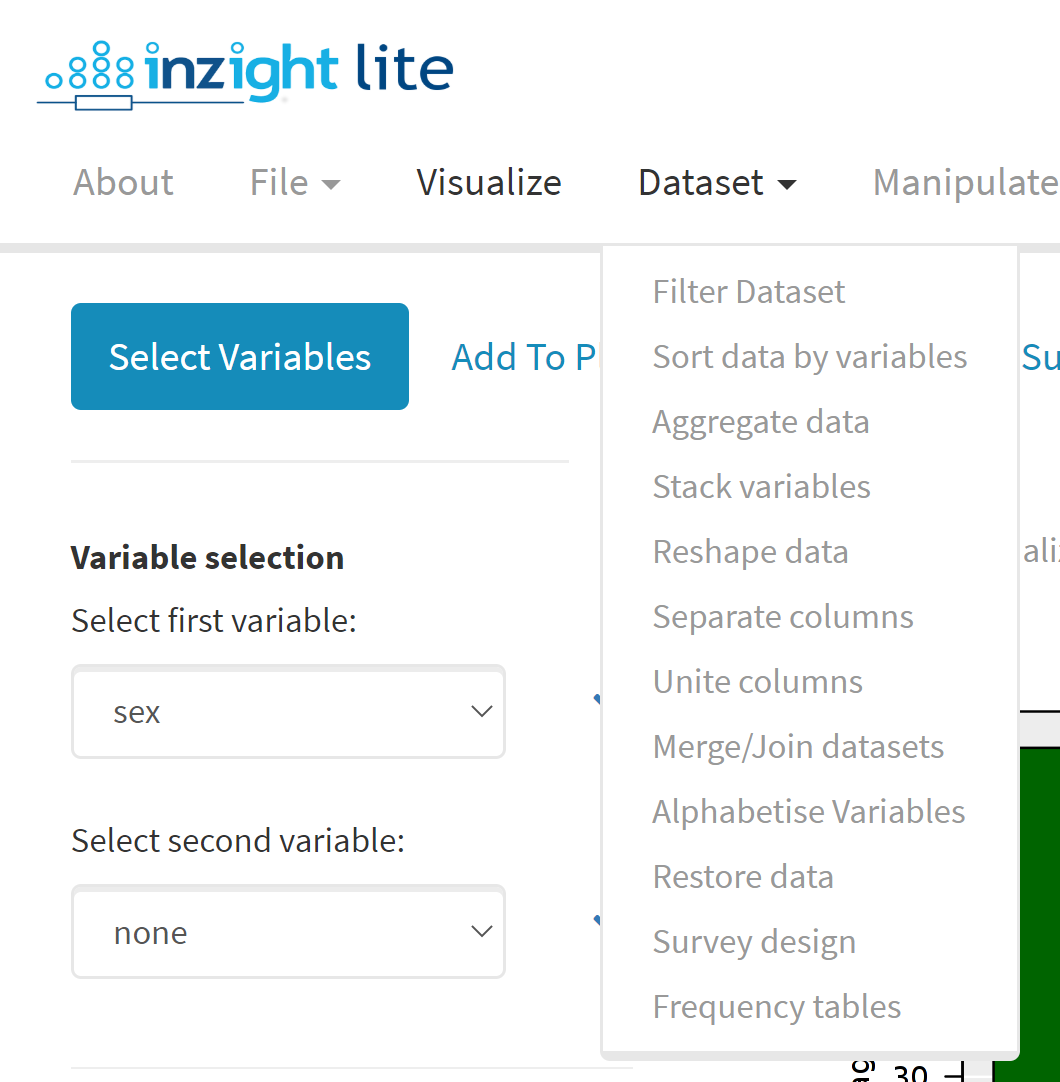 inzight lite
About File Visualize Dataset Manipulate
Select Variables Add To P Su
Filter Dataset
Sort data by variables
Aggregate data
Stack variables
Reshape data
Separate columns
Unite columns
Merge/Join datasets
Alphabetise Variables
Restore data
Survey design
Frequency tables
Variable selection
Select first variable:
sex
Select second variable:
none
30